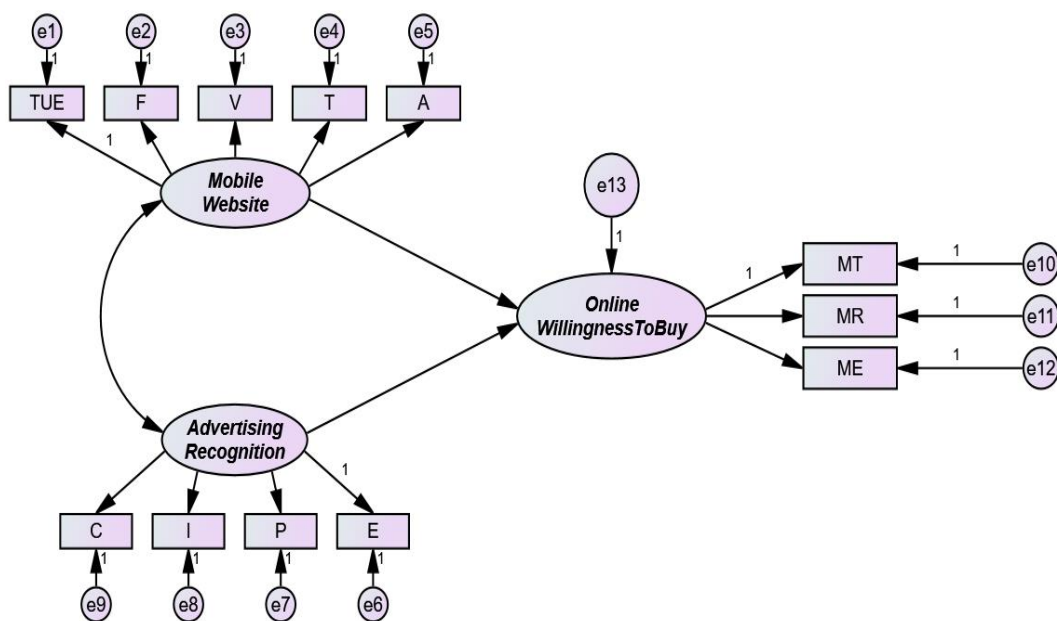 e1 e2 e3 e4 e5
1 1 1 1 1
TUE F V T A
1
Mobile
Website
e13
1
1 MT 1 e10
Online
WillingnessToBuy
MR 1 e11
ME 1 e12
Advertising
Recognition
1
C I P E
1 1 1 1
e9 e8 e7 e6